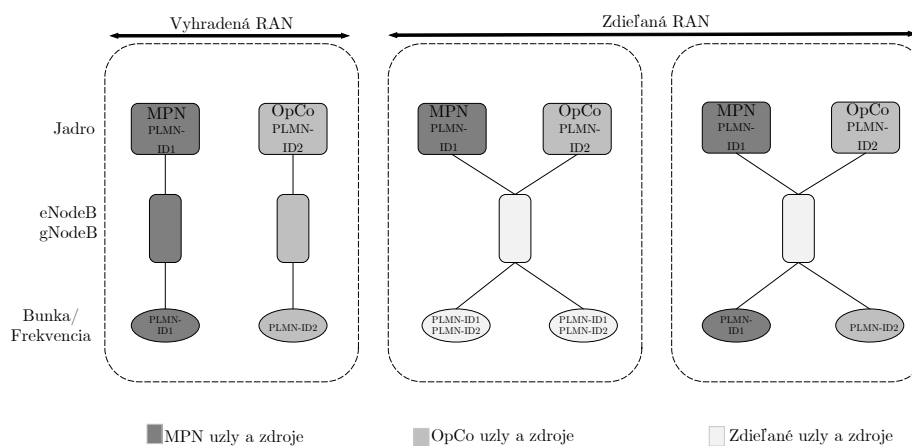 Vyhradená RAN
Zdieľaná RAN
Jadro
MPN
PLMN-
ID1
OpCo
PLMN-
ID2
MPN
PLMN-
ID1
OpCo
PLMN-
ID2
MPN
PLMN-
ID1
OpCo
PLMN-
ID2
eNodeB
gNodeB
Bunka/
Frekvencia
PLMN-
ID1
PLMN-ID2
PLMN-ID1
PLMN-ID2
PLMN-ID1
PLMN-ID2
PLMN-
ID1
PLMN-ID2
MPN uzly a zdroje
OpCo uzly a zdroje
Zdieľané uzly a zdroje